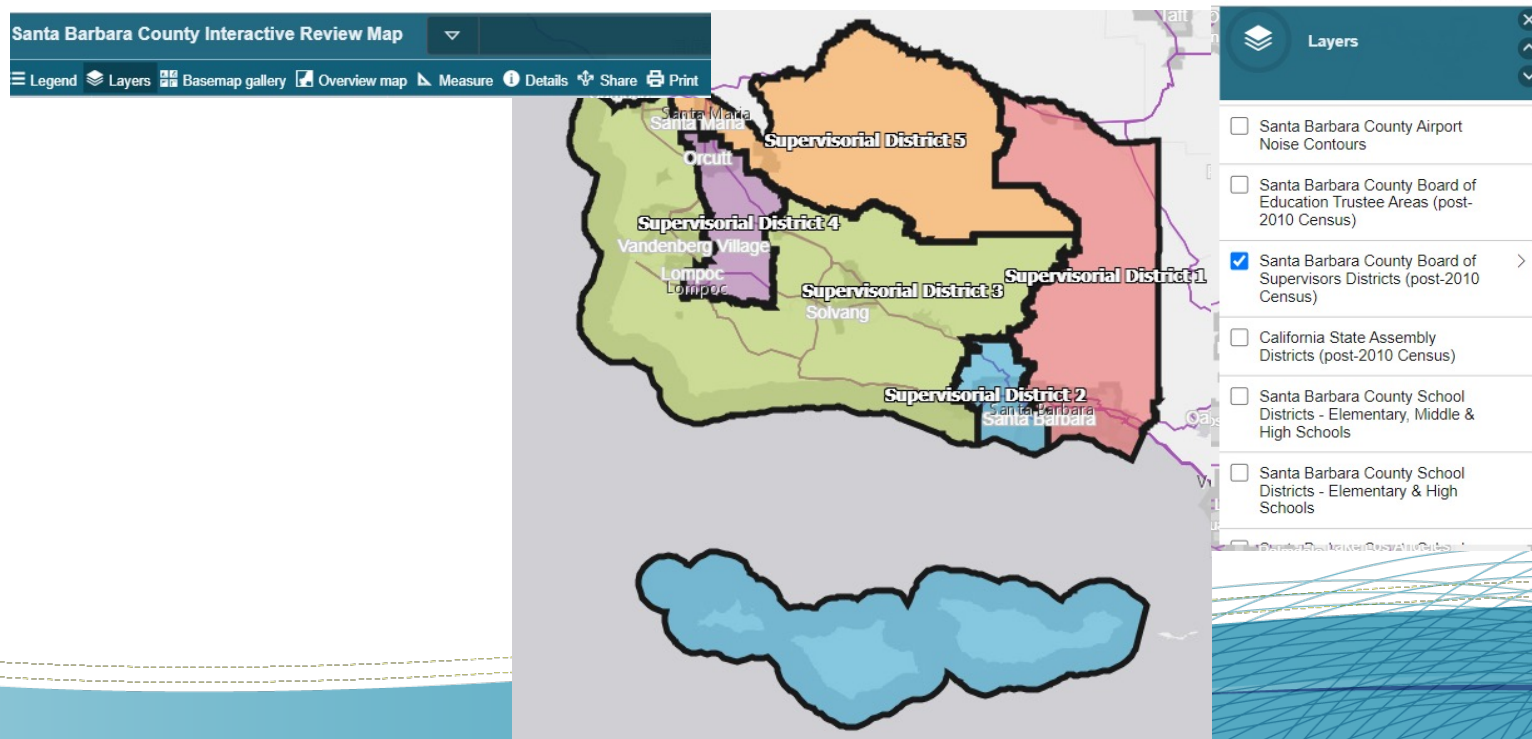 Santa Barbara County Interactive Review Map
Legend Layers Basemap gallery Overview map Measure Details Share Print
Taft
Santa Maria
Santa Maria
Orcutt
Supervisorial District 5
Supervisorial District 4
Vandenberg Village
Lompoc
Lompoc
Supervisorial District 1
Supervisorial District 3
Solvang
Supervisorial District 2
Santa Barbara
Santa Barbara
Layers
Santa Barbara County Airport
Noise Contours
Santa Barbara County Board of
Education Trustee Areas (post-
2010 Census)
Santa Barbara County Board of
Supervisors Districts (post-2010
Census)
California State Assembly
Districts (post-2010 Census)
Santa Barbara County School
Districts - Elementary, Middle &
High Schools
Santa Barbara County School
Districts - Elementary & High
Schools